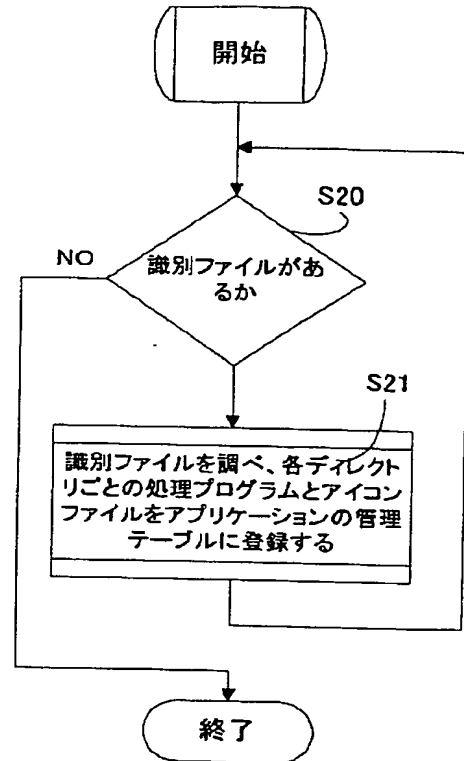 開始
S20
NO
識別ファイルがあ
るか
S21
識別ファイルを調べ、各ディレクト
リごとの処理プログラムとアイコン
ファイルをアプリケーションの管理
テーブルに登録する
終了